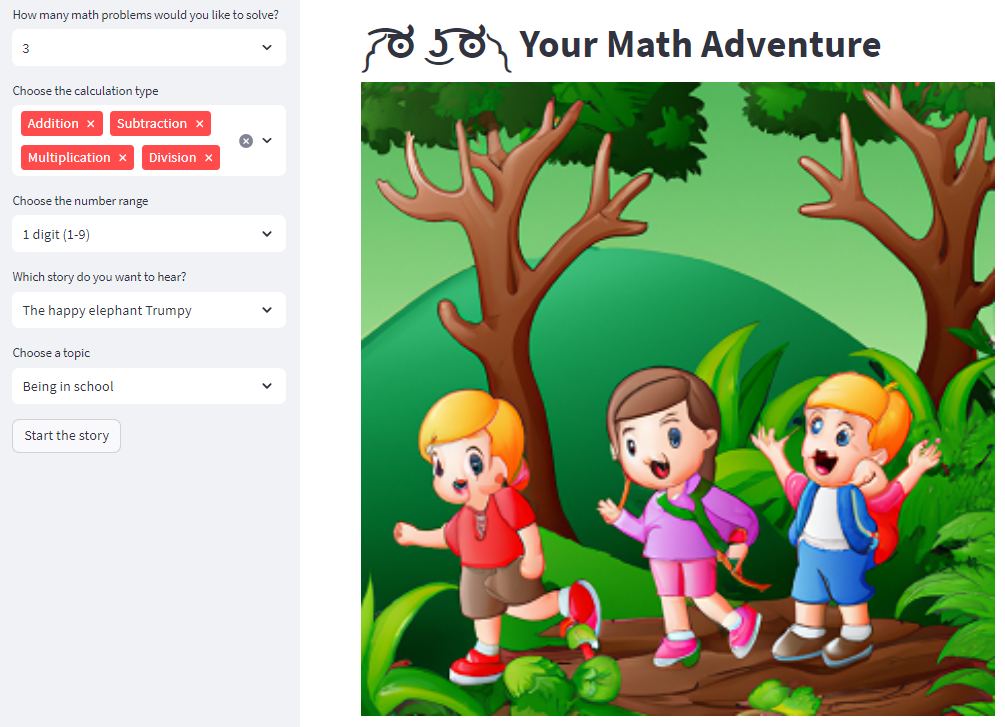 How many math problems would you like to solve?
3
Choose the calculation type
Addition × Subtraction ×
Multiplication × Division ×
Choose the number range
1 digit (1-9)
Which story do you want to hear?
The happy elephant Trumpy
Choose a topic
Being in school
Start the story
( ͡ಠ ʖ̯ ͡ಠ) Your Math Adventure